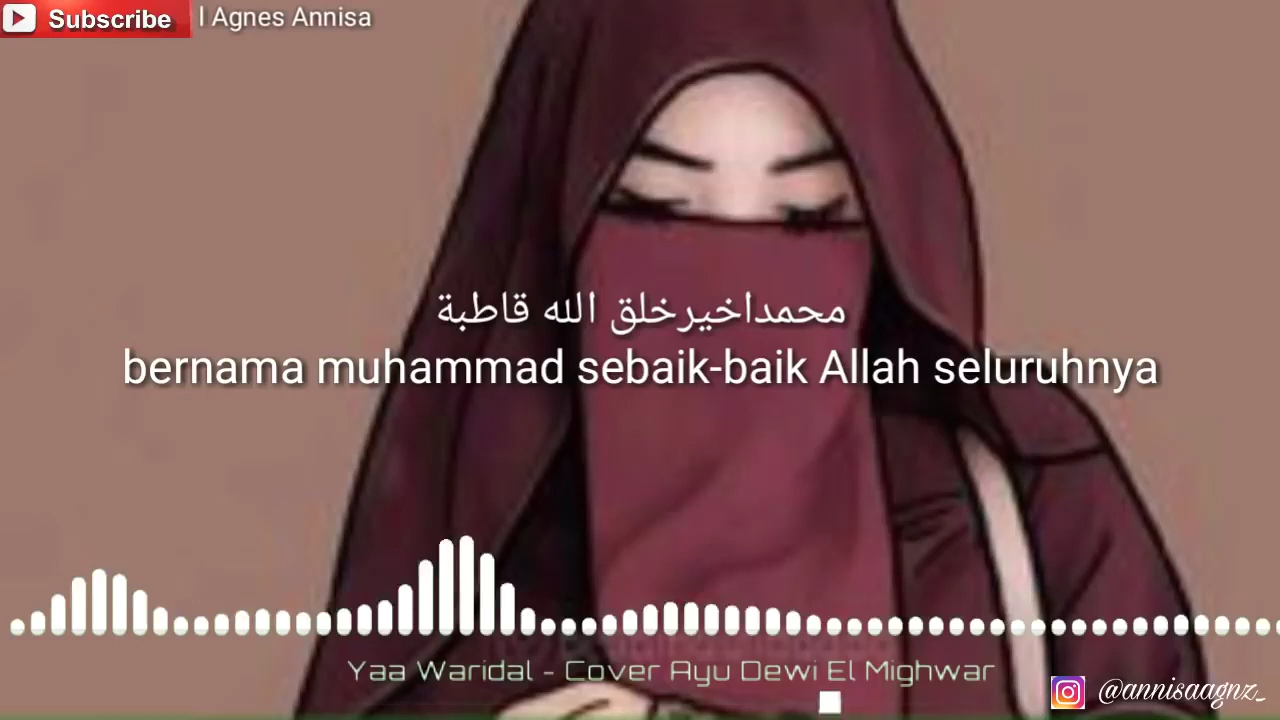 Subscribe l Agnes Annisa
محمداخيرخلق الله قاطبة
bernama muhammad sebaik-baik Allah seluruhnya
Yaa Waridal - Cover Ayu Dewi El Mighwar
@annisaagnz_